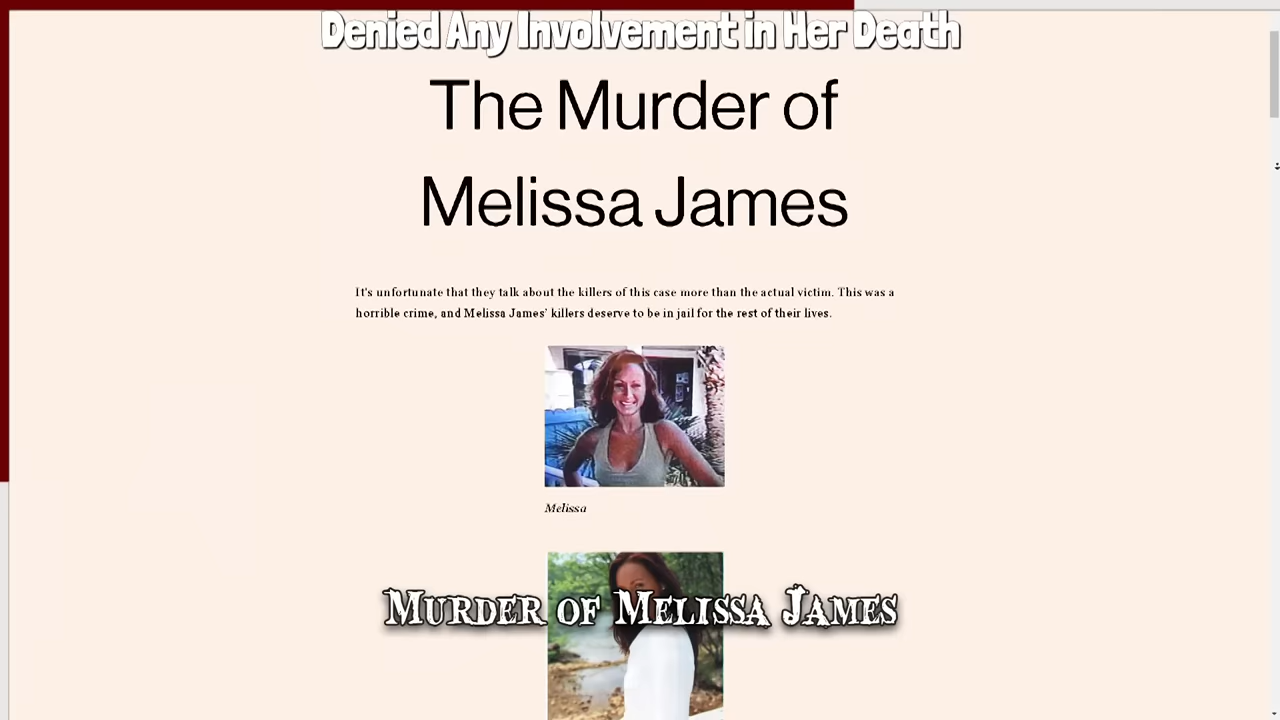 Denied Any Involvement in Her Death
The Murder of
Melissa James
It's unfortunate that they talk about the killers of this case more than the actual victim. This was a
horrible crime, and Melissa James' killers deserve to be in jail for the rest of their lives.
Melissa
Murder of Melissa James